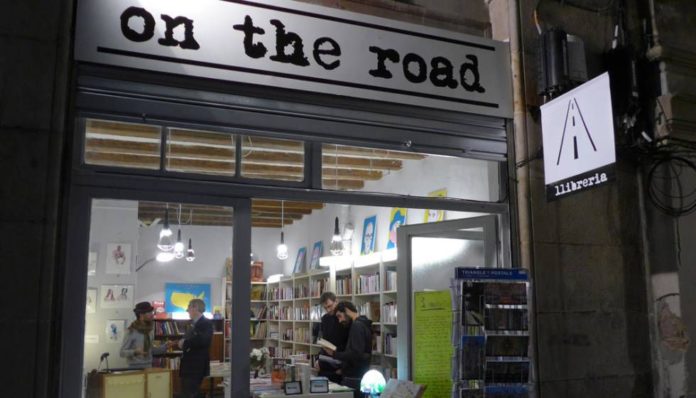 on the road
llibreria
TRIANGLE POSTALS